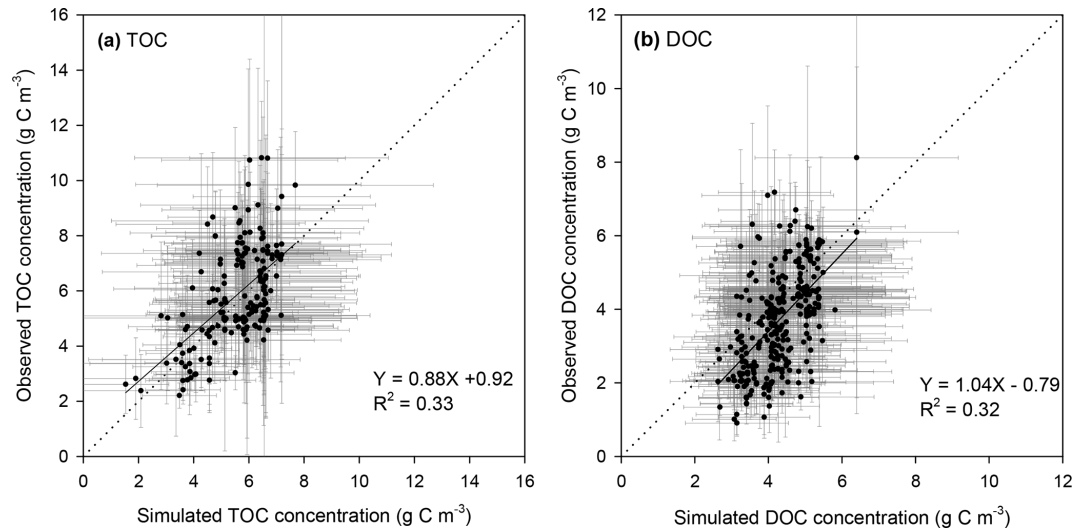 (a) TOC
Observed TOC concentration (g C m⁻³)
16
14
12
10
8
6
4
2
0
Y = 0.88X +0.92
R² = 0.33
0 2 4 6 8 10 12 14 16
Simulated TOC concentration (g C m⁻³)
(b) DOC
Observed DOC concentration (g C m⁻³)
12
10
8
6
4
2
0
Y = 1.04X - 0.79
R² = 0.32
0 2 4 6 8 10 12
Simulated DOC concentration (g C m⁻³)